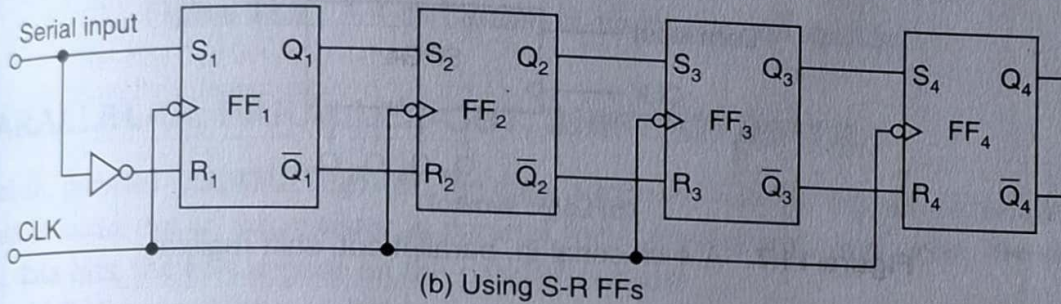 Serial input
S₁ Q₁ S₂ Q₂ S₃ Q₃ S₄ Q₄
FF₁ FF₂ FF₃ FF₄
R₁ Q̅₁ R₂ Q̅₂ R₃ Q̅₃ R₄ Q̅₄
CLK
(b) Using S-R FFs